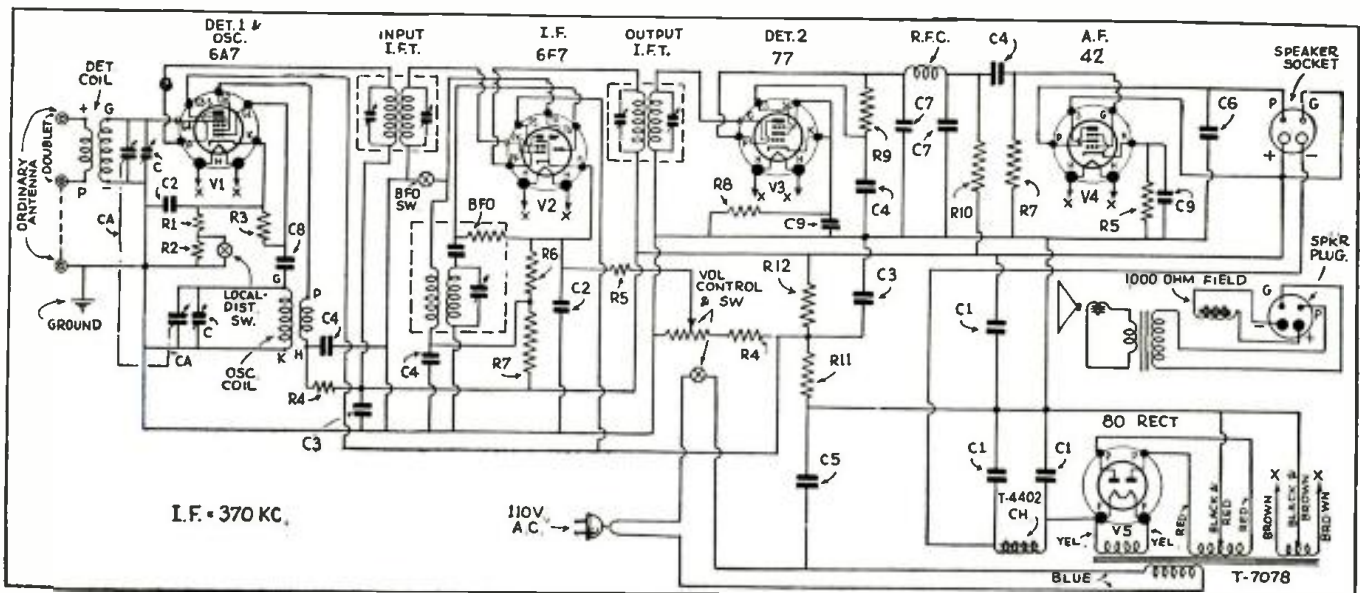 DET. 1 &
OSC.
6A7
INPUT
I.F.T.
I.F.
6F7
OUTPUT
I.F.T.
DET. 2
77
R.F.C.
C4
A.F.
42
SPEAKER
SOCKET
DET
COIL
+
G
P
-
ORDINARY
ANTENNA
DOUBLET
C
C2
V1
R1
R2
R3
C8
CA
GROUND
LOCAL-
DIST.
SW.
G
P
K
H
C
CA
OSC.
COIL
C4
R4
C3
BFO
SW
BFO
V2
R6
R7
C4
C2
R5
VOL
CONTROL
& SW
R4
V3
R8
C9
R9
C4
C7
C7
R10
R7
R12
C3
R11
C5
V4
R5
C9
C6
P
G
+
-
SPKR
PLUG.
1000 OHM FIELD
G
P
-
+
C1
C1
C1
T-4402
CH
80 RECT
V5
YEL.
YEL
RED
BLACK &
RED
RED
X
BROWN
BLACK &
BROWN
X
BROWN
BLUE
T-7078
110V
A.C.
I.F. = 370 KC.